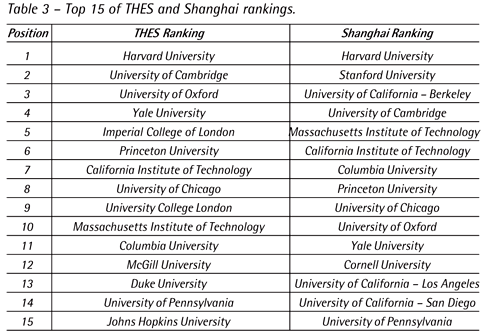 Table 3 – Top 15 of THES and Shanghai rankings.
Position THES Ranking Shanghai Ranking
1 Harvard University Harvard University
2 University of Cambridge Stanford University
3 University of Oxford University of California – Berkeley
4 Yale University University of Cambridge
5 Imperial College of London Massachusetts Institute of Technology
6 Princeton University California Institute of Technology
7 California Institute of Technology Columbia University
8 University of Chicago Princeton University
9 University College London University of Chicago
10 Massachusetts Institute of Technology University of Oxford
11 Columbia University Yale University
12 McGill University Cornell University
13 Duke University University of California – Los Angeles
14 University of Pennsylvania University of California – San Diego
15 Johns Hopkins University University of Pennsylvania